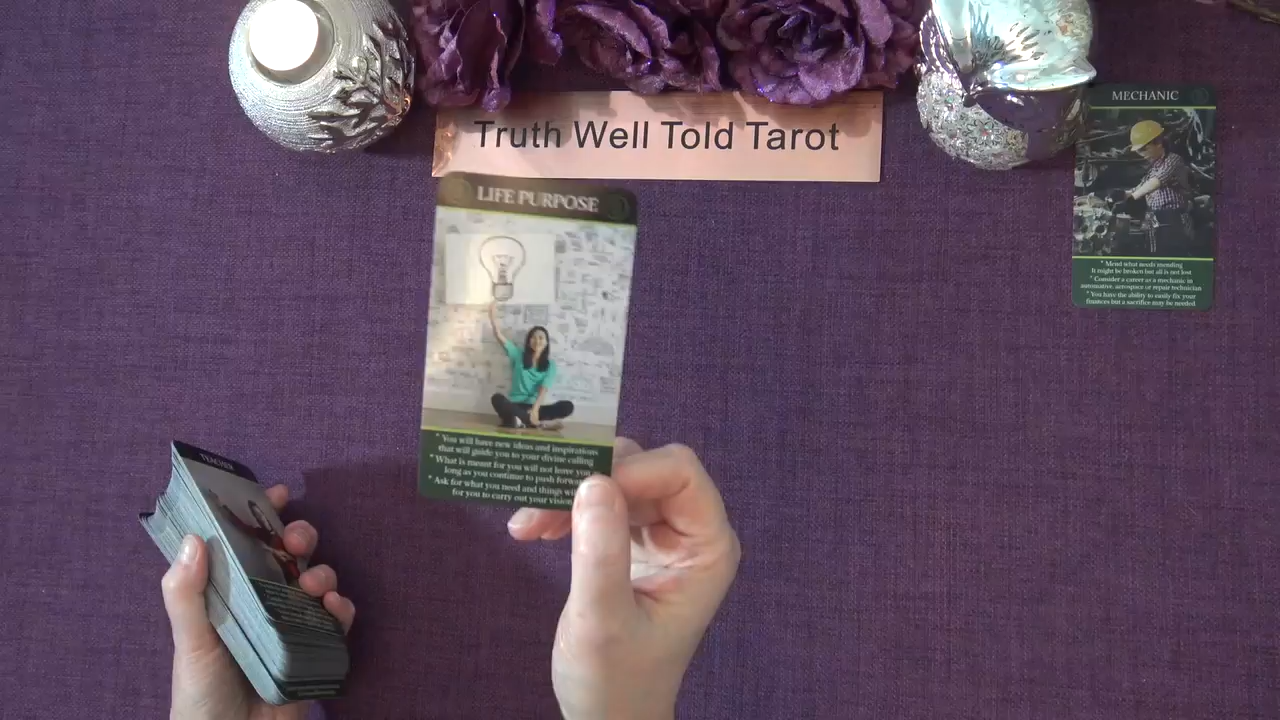 Truth Well Told Tarot
MECHANIC
* Mend what needs mending
It might be broken but all is not lost
* Consider a career as a mechanic in
automotive, aerospace or repair technician
* You have the ability to easily fix your
finances but a sacrifice may be needed
LIFE PURPOSE
* You will have new ideas and inspirations
that will guide you to your divine calling
* What is meant for you will not leave you
long as you continue to push
* Ask for what you need and things
for you to carry out your vision
TEACHER